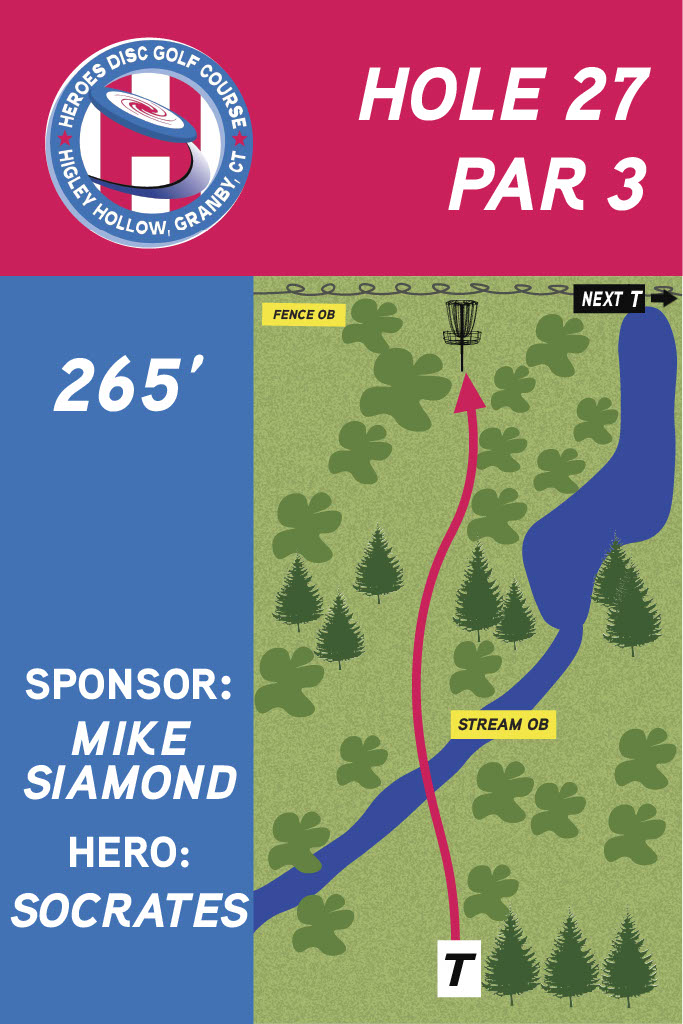 HEROES DISC GOLF COURSE
HIGLEY HOLLOW, GRANBY, CT
HOLE 27
PAR 3
265’
SPONSOR:
MIKE
SIAMOND
HERO:
SOCRATES
NEXT T
FENCE OB
STREAM OB
T